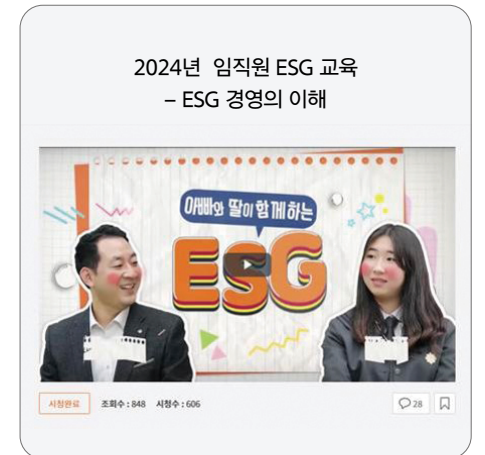 2024년 임직원 ESG 교육
– ESG 경영의 이해
아빠와 딸이 함께하는
ESG
시청완료 조회수 : 848 시청수 : 606 28